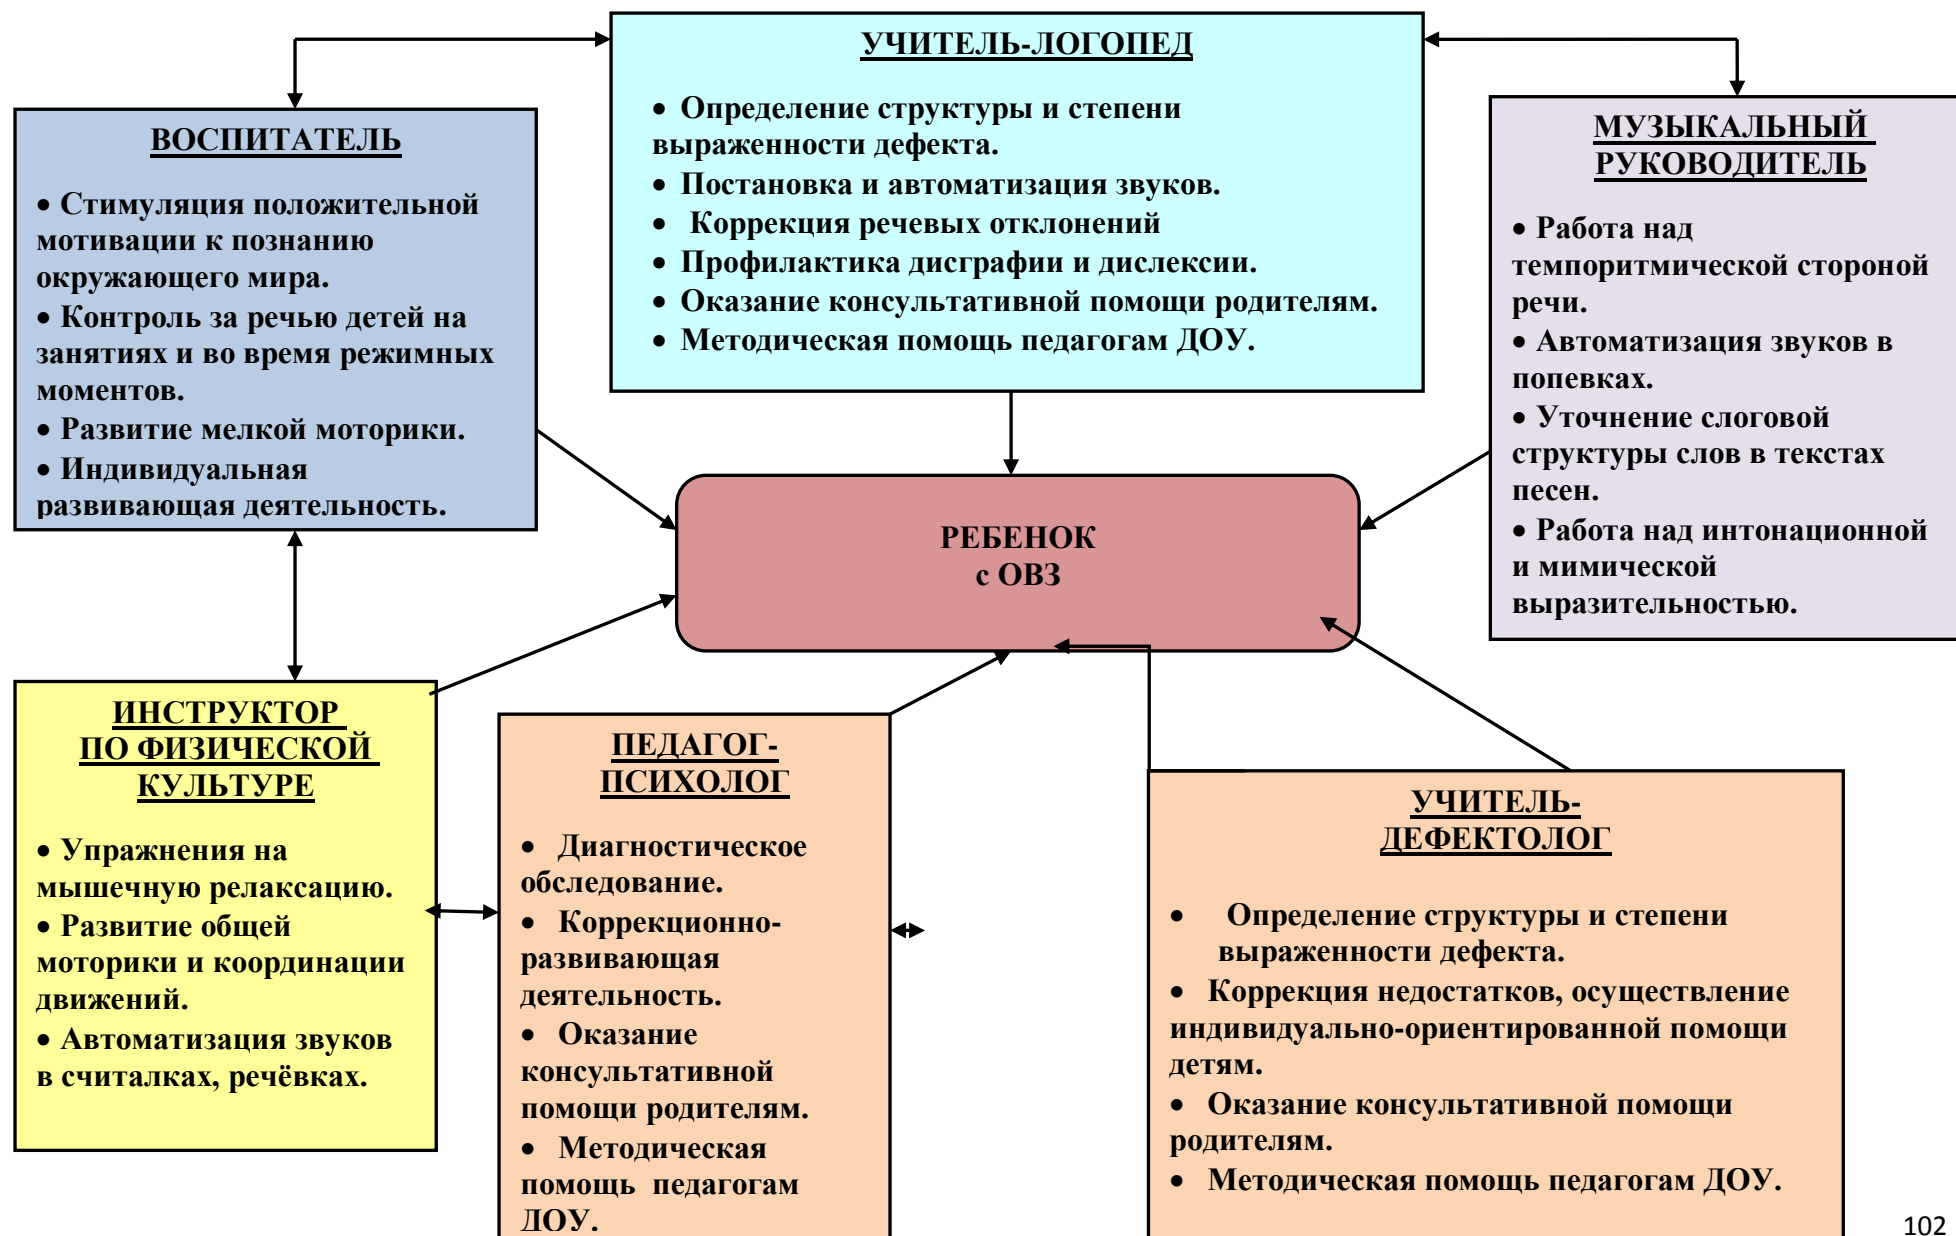 УЧИТЕЛЬ-ЛОГОПЕД
• Определение структуры и степени
выраженности дефекта.
• Постановка и автоматизация звуков.
• Коррекция речевых отклонений
• Профилактика дисграфии и дислексии.
• Оказание консультативной помощи родителям.
• Методическая помощь педагогам ДОУ.
ВОСПИТАТЕЛЬ
• Стимуляция положительной
мотивации к познанию
окружающего мира.
• Контроль за речью детей на
занятиях и во время режимных
моментов.
• Развитие мелкой моторики.
• Индивидуальная
развивающая деятельность.
МУЗЫКАЛЬНЫЙ
РУКОВОДИТЕЛЬ
• Работа над
темпоритмической стороной
речи.
• Автоматизация звуков в
попевках.
• Уточнение слоговой
структуры слов в текстах
песен.
• Работа над интонационной
и мимической
выразительностью.
РЕБЕНОК
с ОВЗ
ИНСТРУКТОР
ПО ФИЗИЧЕСКОЙ
КУЛЬТУРЕ
• Упражнения на
мышечную релаксацию.
• Развитие общей
моторики и координации
движений.
• Автоматизация звуков
в считалках, речёвках.
ПЕДАГОГ-
ПСИХОЛОГ
• Диагностическое
обследование.
• Коррекционно-
развивающая
деятельность.
• Оказание
консультативной
помощи родителям.
• Методическая
помощь педагогам
ДОУ.
УЧИТЕЛЬ-
ДЕФЕКТОЛОГ
• Определение структуры и степени
выраженности дефекта.
• Коррекция недостатков, осуществление
индивидуально-ориентированной помощи
детям.
• Оказание консультативной помощи
родителям.
• Методическая помощь педагогам ДОУ.
102